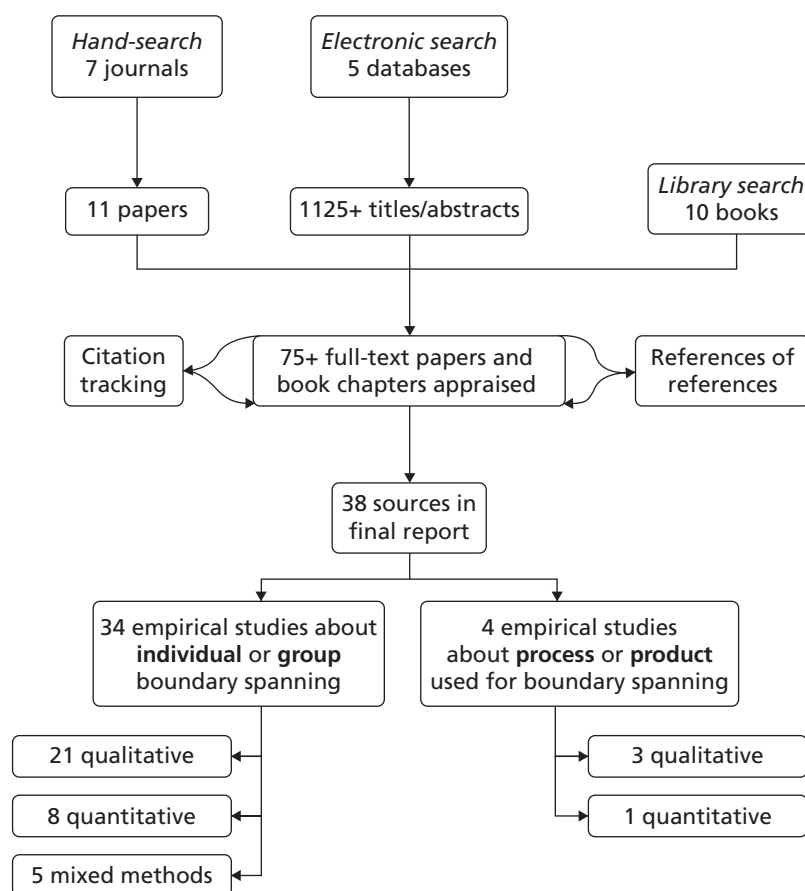 Hand-search
7 journals
Electronic search
5 databases
11 papers
1125+ titles/abstracts
Library search
10 books
Citation
tracking
75+ full-text papers and
book chapters appraised
References of
references
38 sources in
final report
34 empirical studies about
individual or group
boundary spanning
4 empirical studies
about process or product
used for boundary spanning
21 qualitative
8 quantitative
5 mixed methods
3 qualitative
1 quantitative